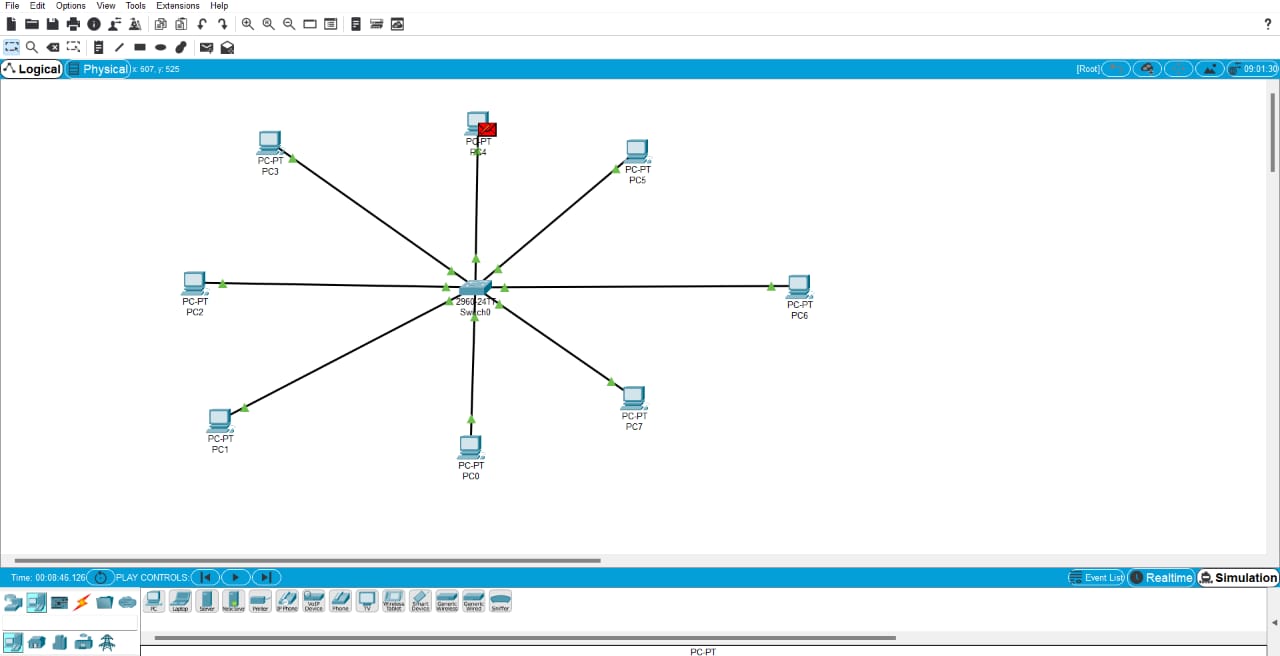 File Edit Options View Tools Extensions Help
?
Logical Physical x: 607, y: 525 [Root] 09:01:30
PC-PT
PC4
PC-PT
PC3
PC-PT
PC5
PC-PT
PC2
2960-24TT
Switch0
PC-PT
PC6
PC-PT
PC7
PC-PT
PC1
PC-PT
PC0
Time: 00:08:46.126 PLAY CONTROLS: Event List Realtime Simulation
PC Laptop Server Printer IP Phone VoIP Device Phone TV Wireless Tablet Smart Device Generic Wireless Generic Wired Sniffer
PC-PT